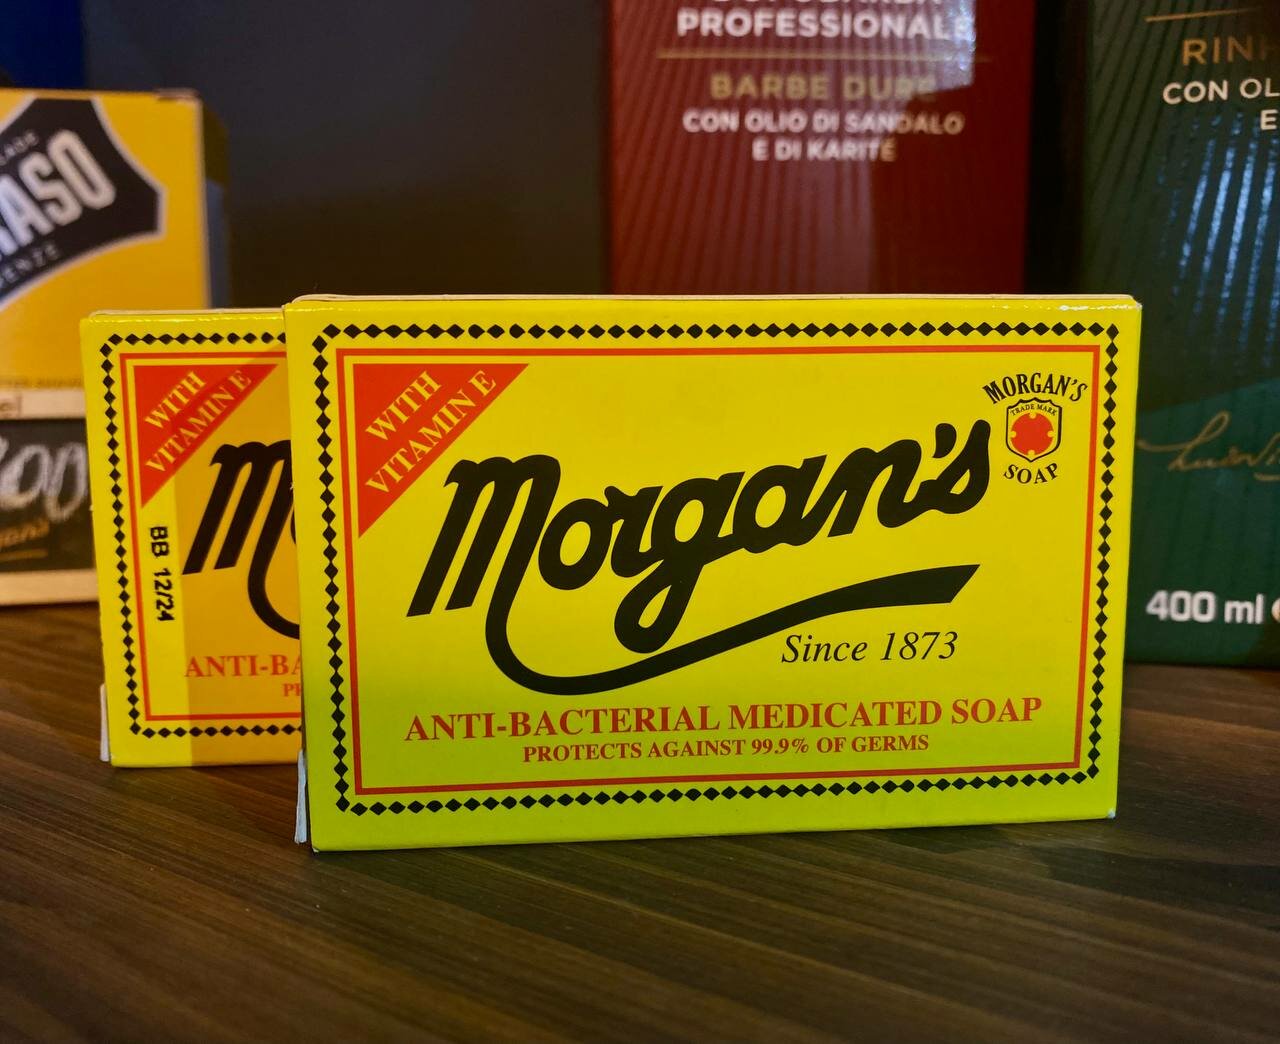 PROFESSIONALE
BARBE DURE
CON OLIO DI SANDALO
E DI KARITÉ
CON
400 ml
WITH
VITAMIN E
BB 12/24
ANTI-
WITH
VITAMIN E
MORGAN'S
TRADE MARK
SOAP
Morgan's
Since 1873
ANTI-BACTERIAL MEDICATED SOAP
PROTECTS AGAINST 99.9% OF GERMS